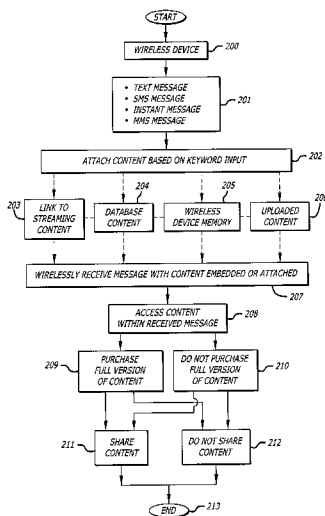 START
WIRELESS DEVICE
200
• TEXT MESSAGE
• SMS MESSAGE
• INSTANT MESSAGE
• MMS MESSAGE
201
ATTACH CONTENT BASED ON KEYWORD INPUT
202
203
LINK TO
STREAMING
CONTENT
204
DATABASE
CONTENT
205
WIRELESS
DEVICE MEMORY
UPLOADED
CONTENT
WIRELESSLY RECEIVE MESSAGE WITH CONTENT EMBEDDED OR ATTACHED
207
ACCESS CONTENT
WITHIN RECEIVED MESSAGE
208
209
PURCHASE
FULL VERSION
OF CONTENT
DO NOT PURCHASE
FULL VERSION
OF CONTENT
210
211
SHARE
CONTENT
DO NOT SHARE
CONTENT
212
END
213